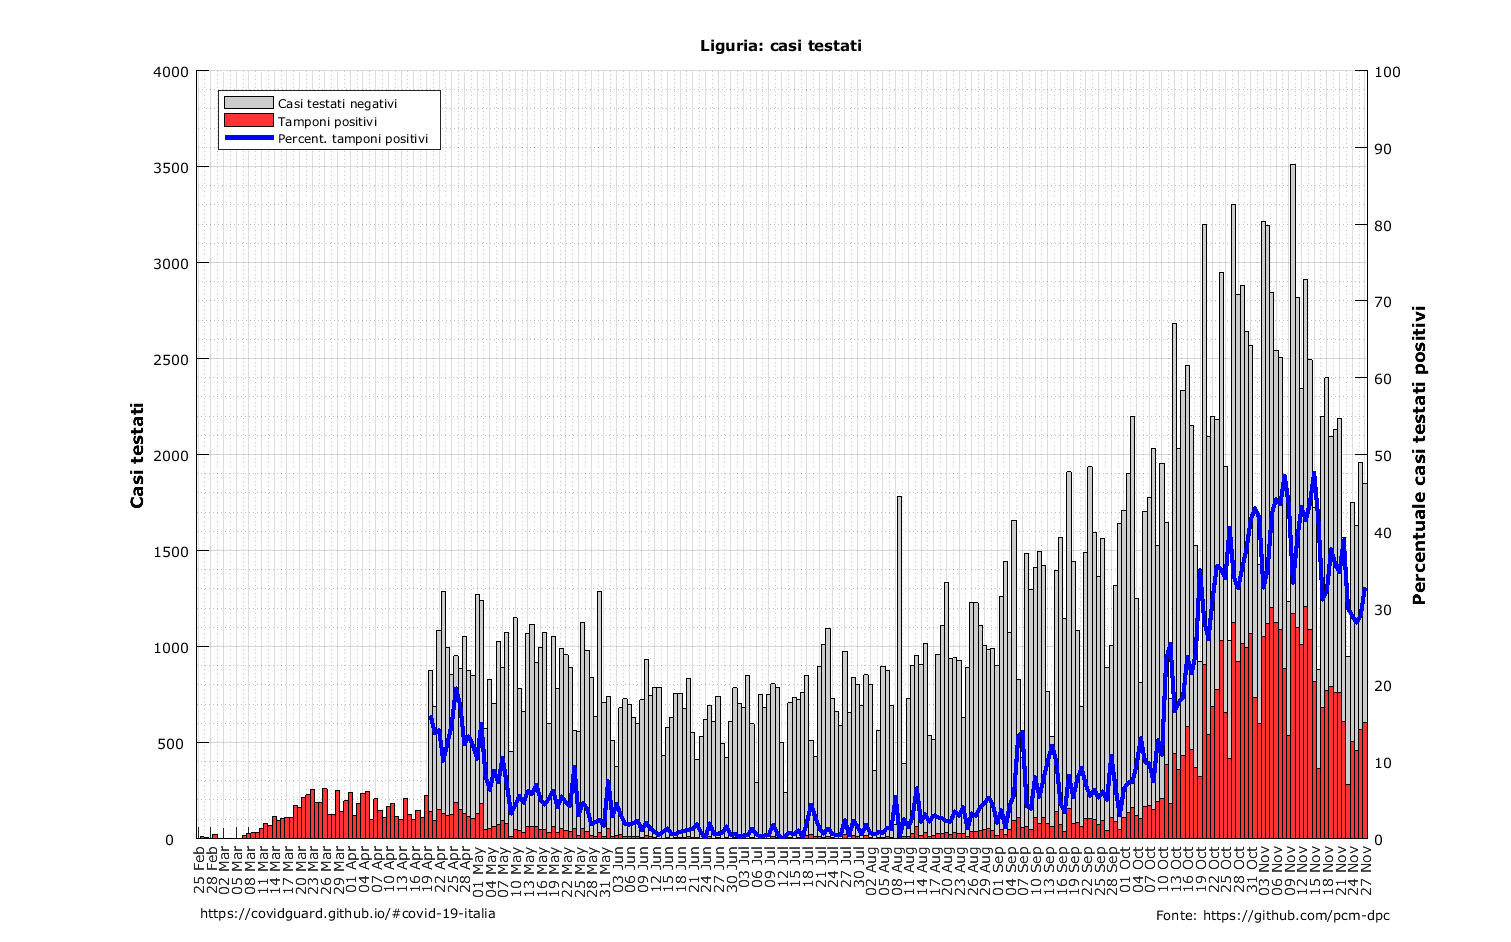 Liguria: casi testati
Casi testati negativi
Tamponi positivi
Percent. tamponi positivi
4000
3500
3000
2500
2000
1500
1000
500
0
Casi testati
100
90
80
70
60
50
40
30
20
10
0
Percentuale casi testati positivi
25 Feb
28 Feb
02 Mar
05 Mar
08 Mar
11 Mar
14 Mar
17 Mar
20 Mar
23 Mar
26 Mar
29 Mar
01 Apr
04 Apr
07 Apr
10 Apr
13 Apr
16 Apr
19 Apr
22 Apr
25 Apr
28 Apr
01 May
04 May
07 May
10 May
13 May
16 May
19 May
22 May
25 May
28 May
31 May
03 Jun
06 Jun
09 Jun
12 Jun
15 Jun
18 Jun
21 Jun
24 Jun
27 Jun
30 Jun
03 Jul
06 Jul
09 Jul
12 Jul
15 Jul
18 Jul
21 Jul
24 Jul
27 Jul
30 Jul
02 Aug
05 Aug
08 Aug
11 Aug
14 Aug
17 Aug
20 Aug
23 Aug
26 Aug
29 Aug
01 Sep
04 Sep
07 Sep
10 Sep
13 Sep
16 Sep
19 Sep
22 Sep
25 Sep
28 Sep
01 Oct
04 Oct
07 Oct
10 Oct
13 Oct
16 Oct
19 Oct
22 Oct
25 Oct
28 Oct
31 Oct
03 Nov
06 Nov
09 Nov
12 Nov
15 Nov
18 Nov
21 Nov
24 Nov
27 Nov
https://covidguard.github.io/#covid-19-italia
Fonte: https://github.com/pcm-dpc